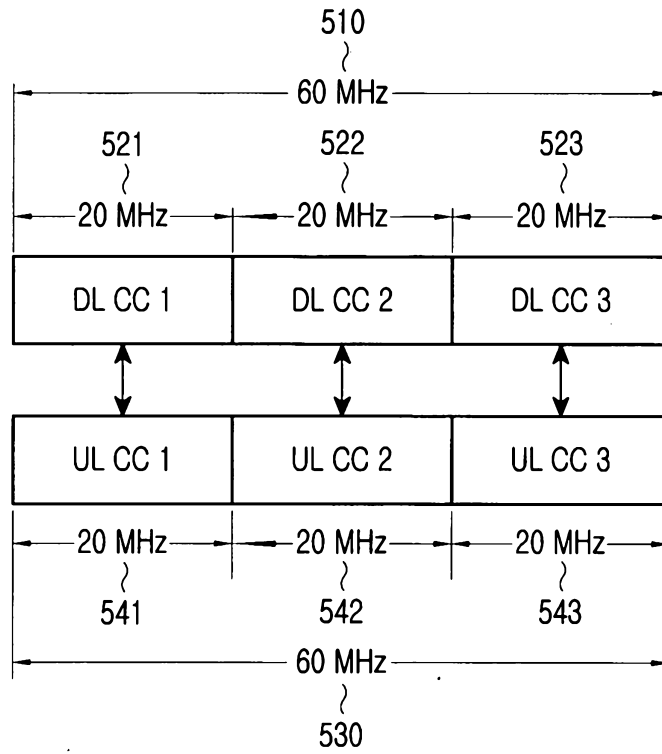 510
60 MHz
521 522 523
20 MHz 20 MHz 20 MHz
DL CC 1 DL CC 2 DL CC 3
UL CC 1 UL CC 2 UL CC 3
20 MHz 20 MHz 20 MHz
541 542 543
60 MHz
530